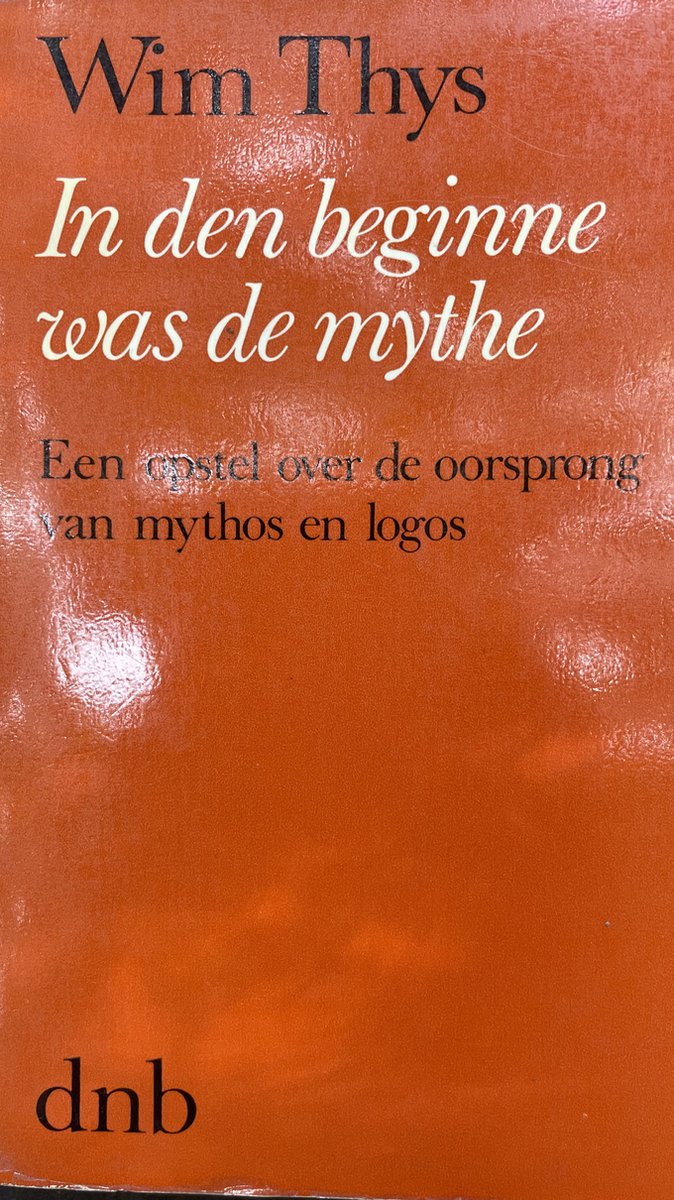 Wim Thys
In den beginne
was de mythe
Een opstel over de oorsprong
van mythos en logos
dnb